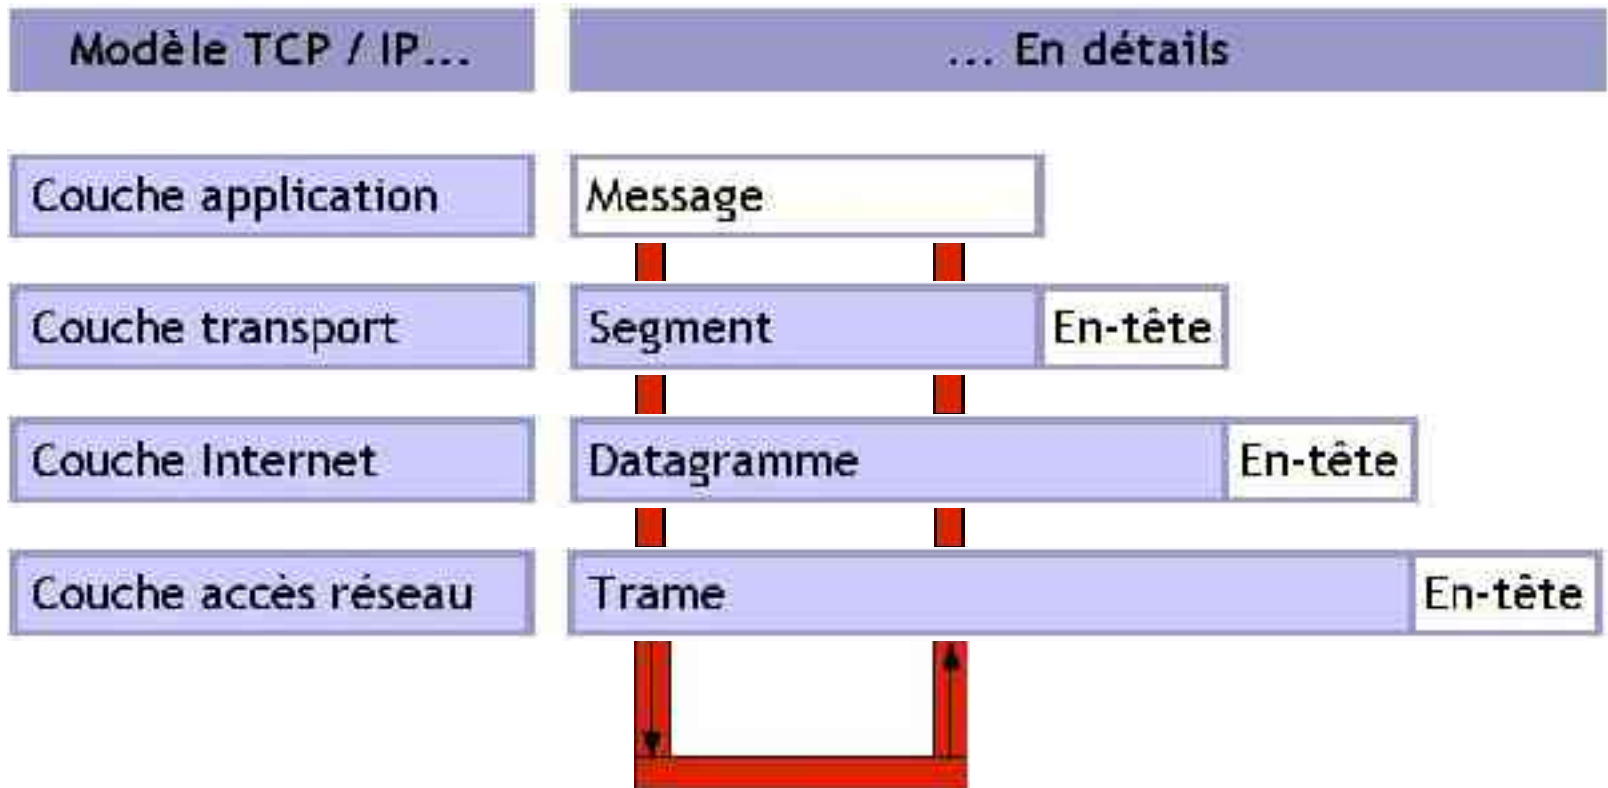 Modèle TCP / IP...
... En détails
Couche application
Message
Couche transport
Segment
En-tête
Couche Internet
Datagramme
En-tête
Couche accès réseau
Trame
En-tête